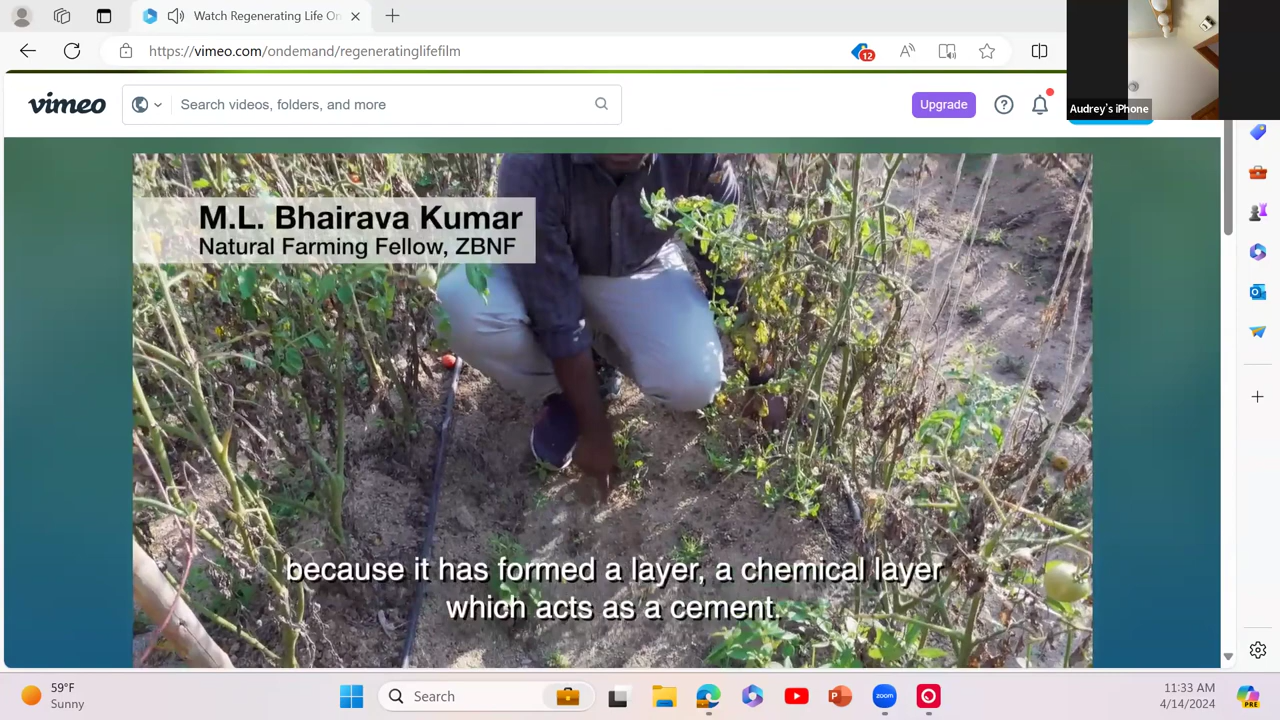 Watch Regenerating Life On
https://vimeo.com/ondemand/regeneratinglifefilm
12
Audrey's iPhone
vimeo
Search videos, folders, and more
Upgrade
M.L. Bhairava Kumar
Natural Farming Fellow, ZBNF
because it has formed a layer, a chemical layer
which acts as a cement.
59°F
Sunny
Search
zoom
11:33 AM
4/14/2024
PRE